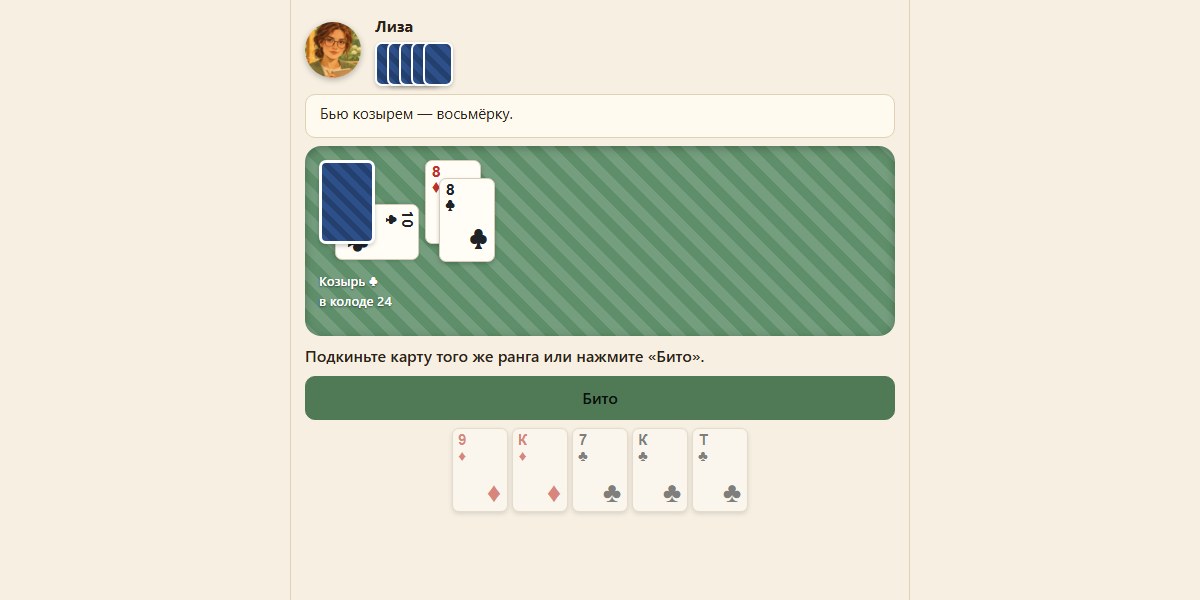 Лиза
Бью козырем — восьмёрку.
10
8
8
Козырь ♣
в колоде 24
Подкиньте карту того же ранга или нажмите «Бито».
Бито
9 К 7 К Т